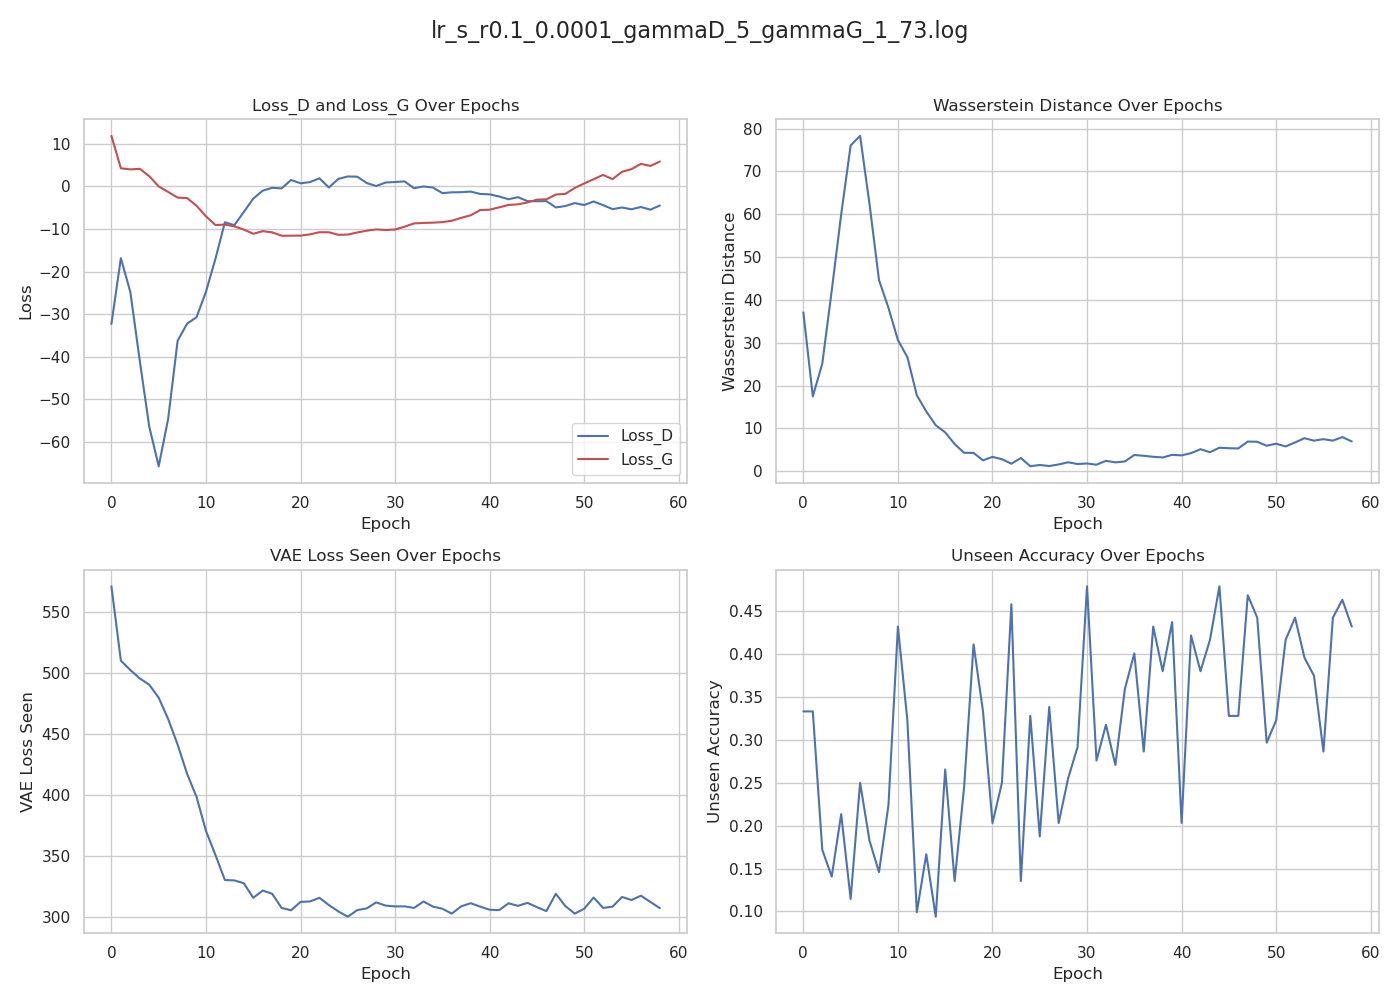 lr_s_r0.1_0.0001_gammaD_5_gammaG_1_73.log
Loss_D and Loss_G Over Epochs
Loss
10
0
−10
−20
−30
−40
−50
−60
Loss_D
Loss_G
0 10 20 30 40 50 60
Epoch
Wasserstein Distance Over Epochs
Wasserstein Distance
80
70
60
50
40
30
20
10
0
0 10 20 30 40 50 60
Epoch
VAE Loss Seen Over Epochs
VAE Loss Seen
550
500
450
400
350
300
0 10 20 30 40 50 60
Epoch
Unseen Accuracy Over Epochs
Unseen Accuracy
0.45
0.40
0.35
0.30
0.25
0.20
0.15
0.10
0 10 20 30 40 50 60
Epoch